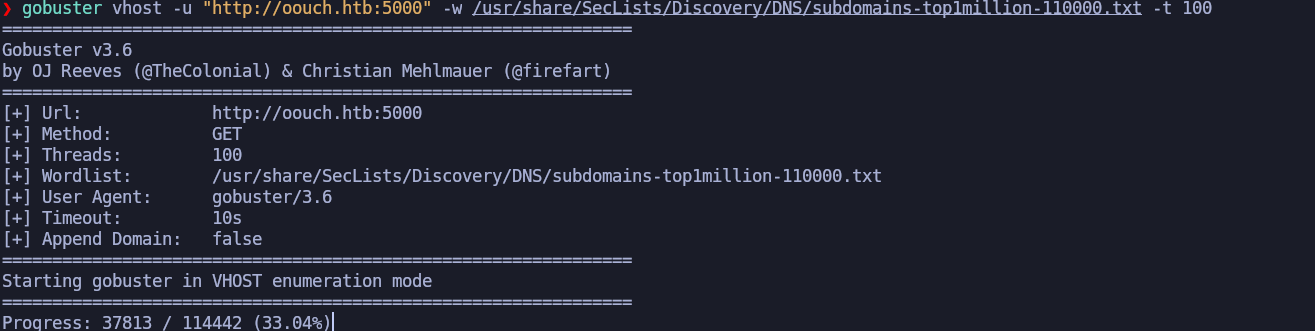 ❯ gobuster vhost -u "http://oouch.htb:5000" -w /usr/share/SecLists/Discovery/DNS/subdomains-top1million-110000.txt -t 100
===============================================================
Gobuster v3.6
by OJ Reeves (@TheColonial) & Christian Mehlmauer (@firefart)
===============================================================
[+] Url:             http://oouch.htb:5000
[+] Method:          GET
[+] Threads:         100
[+] Wordlist:        /usr/share/SecLists/Discovery/DNS/subdomains-top1million-110000.txt
[+] User Agent:      gobuster/3.6
[+] Timeout:         10s
[+] Append Domain:   false
===============================================================
Starting gobuster in VHOST enumeration mode
===============================================================
Progress: 37813 / 114442 (33.04%)